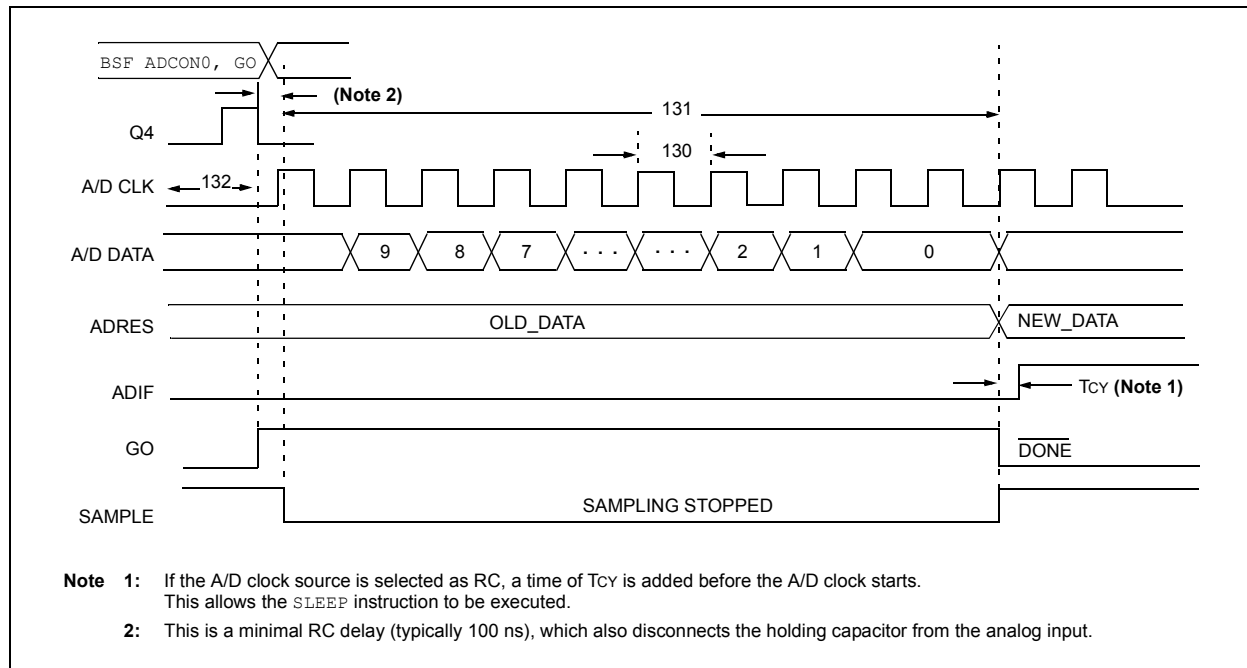 BSF ADCON0, GO
(Note 2)
131
Q4
130
A/D CLK
132
A/D DATA
9 8 7 . . . . . . 2 1 0
ADRES
OLD_DATA
NEW_DATA
ADIF
TCY (Note 1)
GO
DONE
SAMPLE
SAMPLING STOPPED
Note 1: If the A/D clock source is selected as RC, a time of TCY is added before the A/D clock starts.
This allows the SLEEP instruction to be executed.
2: This is a minimal RC delay (typically 100 ns), which also disconnects the holding capacitor from the analog input.